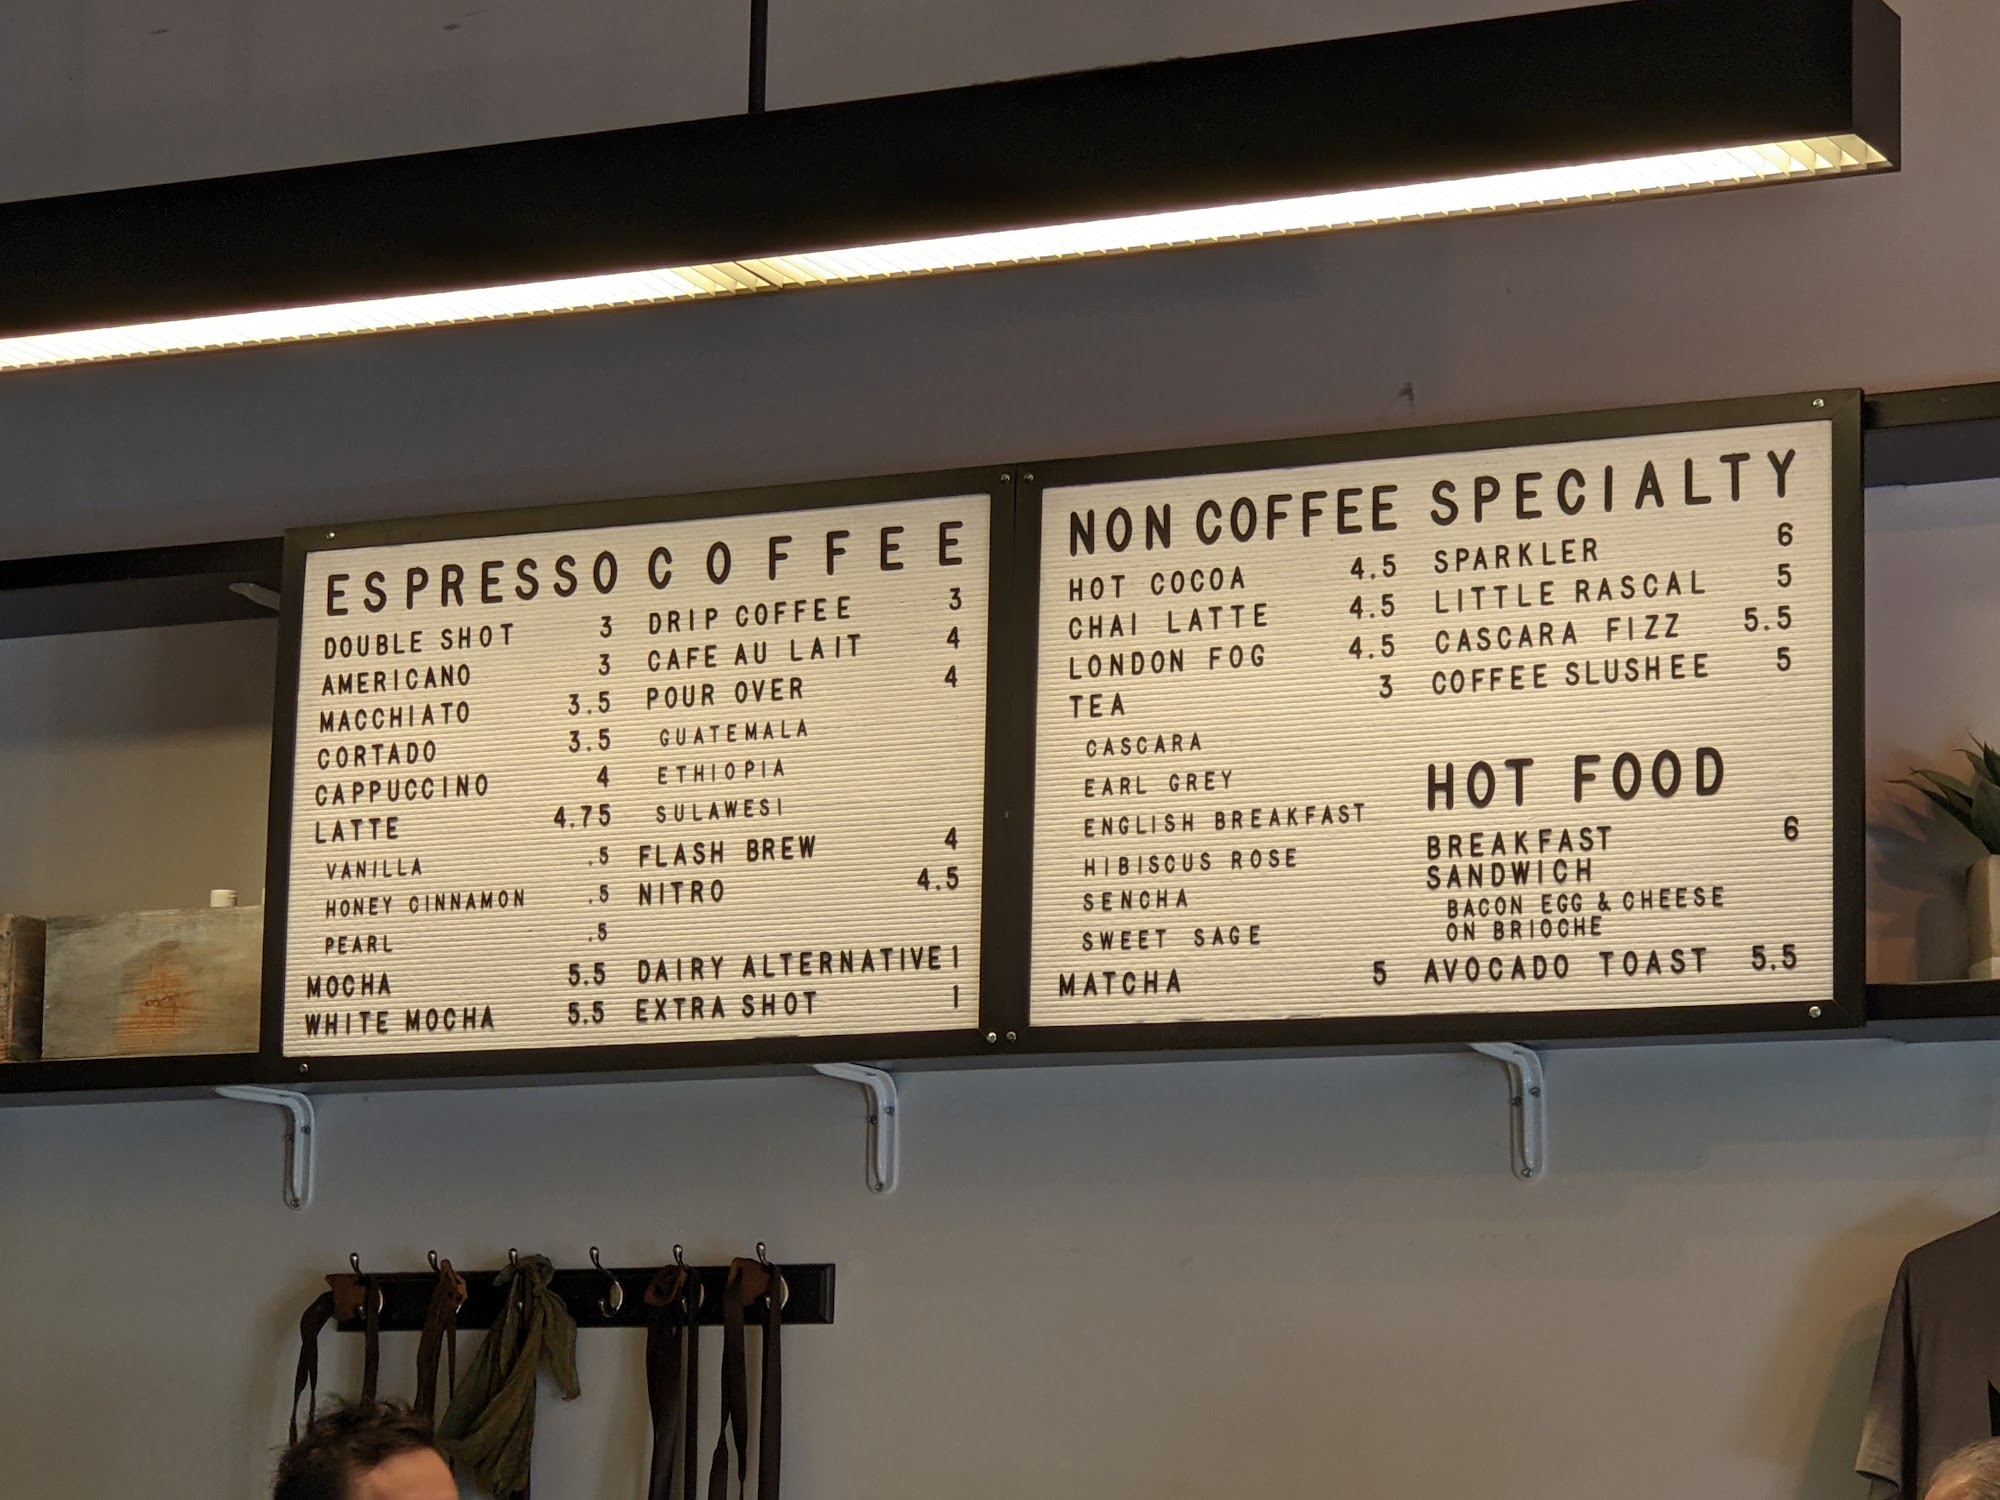 ESPRESSO
DOUBLE SHOT 3
AMERICANO 3
MACCHIATO 3.5
CORTADO 3.5
CAPPUCCINO 4
LATTE 4.75
VANILLA .5
HONEY CINNAMON .5
PEARL .5
MOCHA 5.5
WHITE MOCHA 5.5
COFFEE
DRIP COFFEE 3
CAFE AU LAIT 4
POUR OVER 4
GUATEMALA
ETHIOPIA
SULAWESI
FLASH BREW 4
NITRO 4.5
DAIRY ALTERNATIVE 1
EXTRA SHOT 1
NON COFFEE
HOT COCOA 4.5
CHAI LATTE 4.5
LONDON FOG 4.5
TEA 3
CASCARA
EARL GREY
ENGLISH BREAKFAST
HIBISCUS ROSE
SENCHA
SWEET SAGE
MATCHA 5
SPECIALTY
SPARKLER 6
LITTLE RASCAL 5
CASCARA FIZZ 5.5
COFFEE SLUSHEE 5
HOT FOOD
BREAKFAST 6
SANDWICH
BACON EGG & CHEESE
ON BRIOCHE
AVOCADO TOAST 5.5